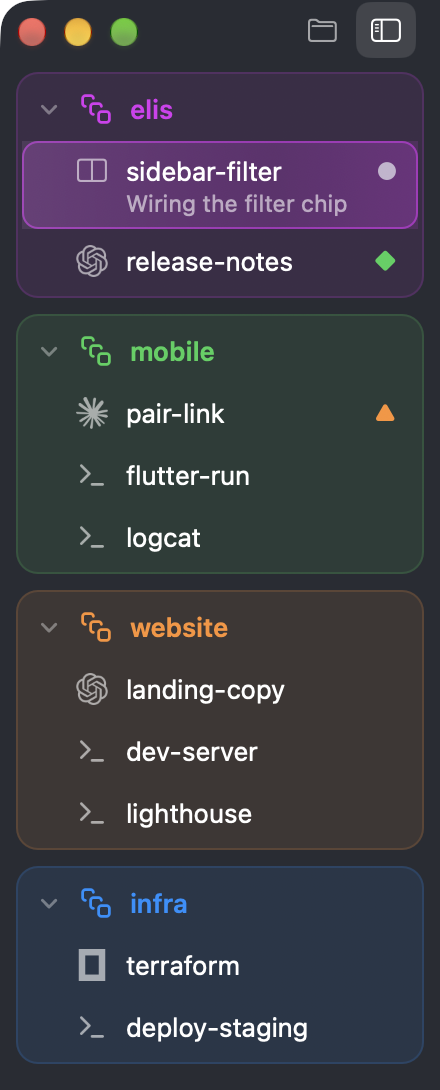 elis
sidebar-filter
Wiring the filter chip
release-notes
mobile
pair-link
flutter-run
logcat
website
landing-copy
dev-server
lighthouse
infra
terraform
deploy-staging